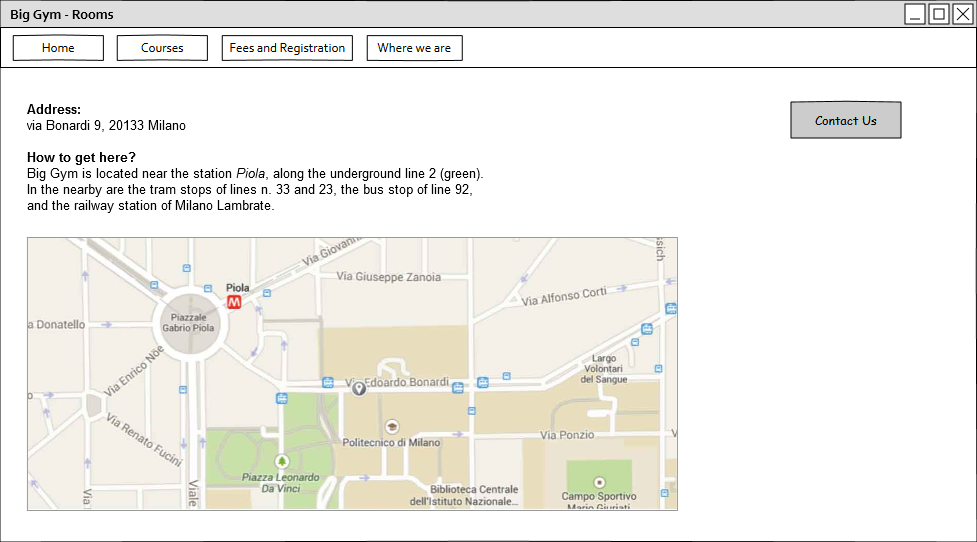 Big Gym - Rooms
Home
Courses
Fees and Registration
Where we are
Address:
via Bonardi 9, 20133 Milano
Contact Us
How to get here?
Big Gym is located near the station Piola, along the underground line 2 (green).
In the nearby are the tram stops of lines n. 33 and 23, the bus stop of line 92,
and the railway station of Milano Lambrate.
Via Giovann
sich
Via Giuseppe Zanoia
Piola
M
Via Alfonso Corti
Piazzale
Gabrio Piola
a Donatello
Via Enrico Nöe
Largo
Volontari
del Sangue
Via Edoardo Bonardi
Via Renato Fucini
Politecnico di Milano
Via Ponzio
V
Piazza Leonardo
Da Vinci
Viale
Via
Via
Biblioteca Centrale
dell'Istituto Nazionale...
Campo Sportivo
Mario Giuriati